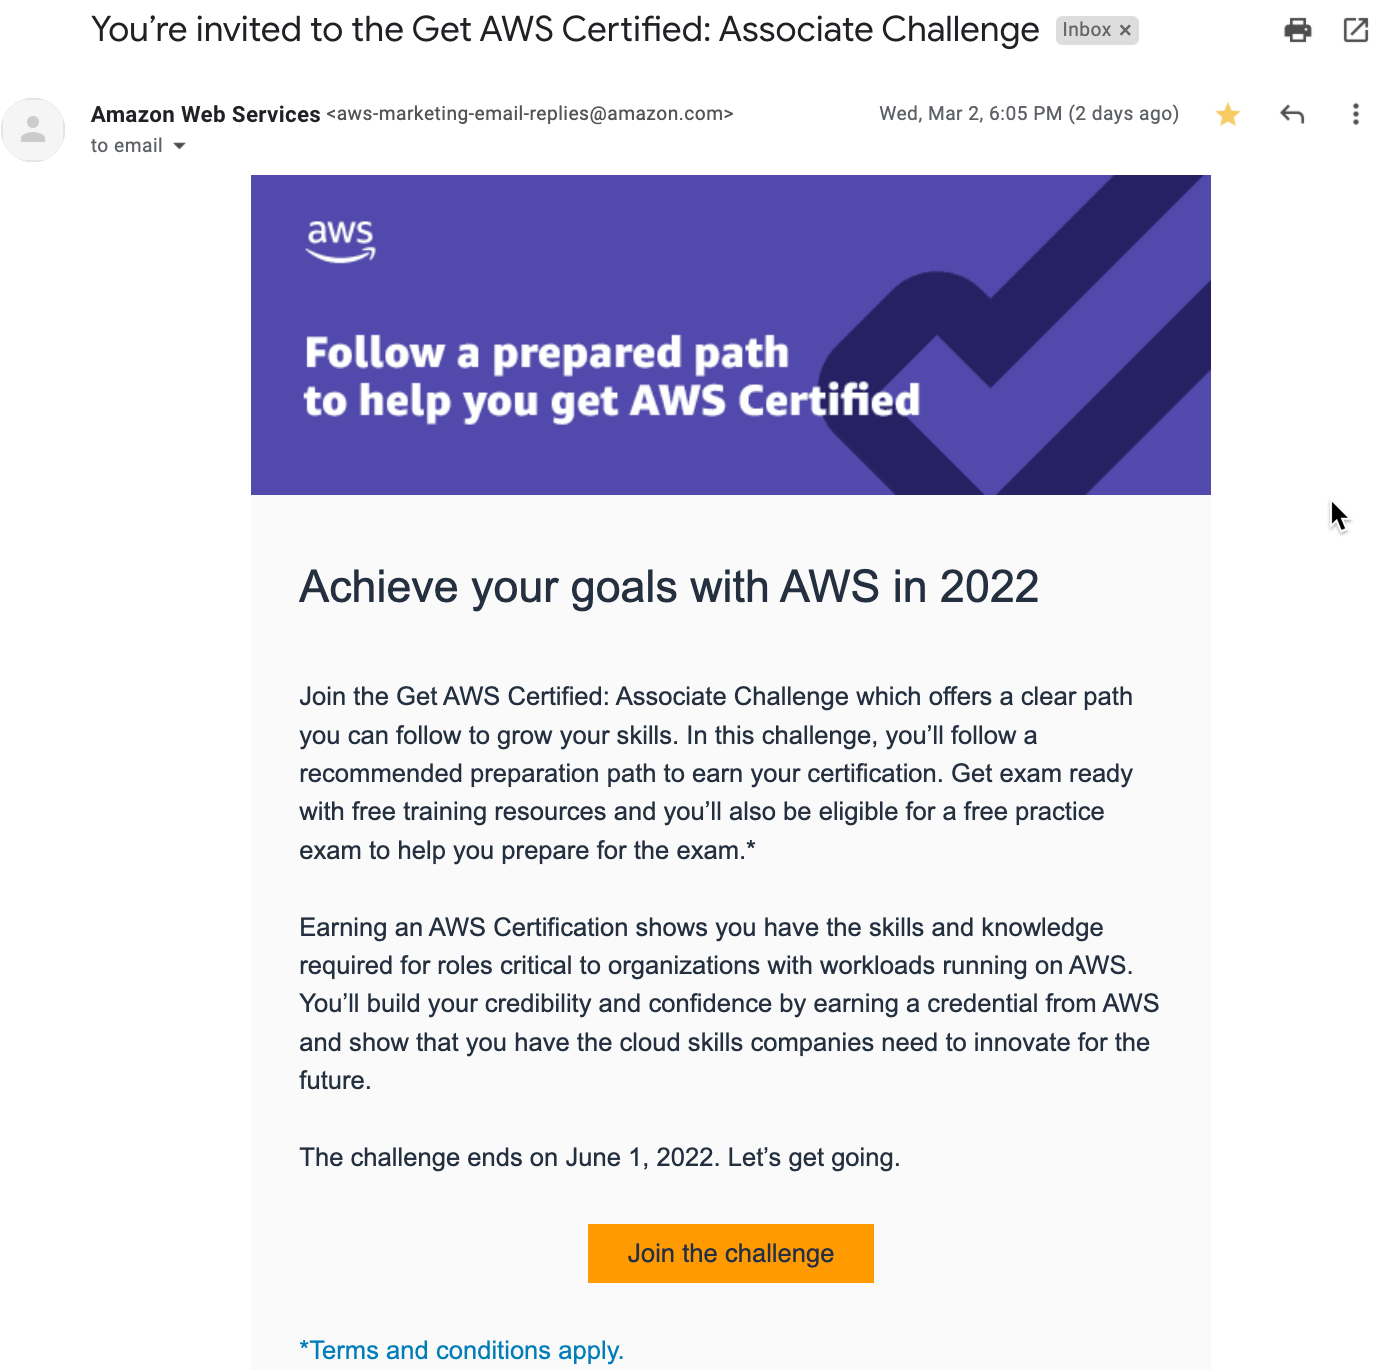 You’re invited to the Get AWS Certified: Associate Challenge Inbox ×
Amazon Web Services <aws-marketing-email-replies@amazon.com> Wed, Mar 2, 6:05 PM (2 days ago)
to email
aws
Follow a prepared path
to help you get AWS Certified
Achieve your goals with AWS in 2022
Join the Get AWS Certified: Associate Challenge which offers a clear path
you can follow to grow your skills. In this challenge, you’ll follow a
recommended preparation path to earn your certification. Get exam ready
with free training resources and you’ll also be eligible for a free practice
exam to help you prepare for the exam.*
Earning an AWS Certification shows you have the skills and knowledge
required for roles critical to organizations with workloads running on AWS.
You’ll build your credibility and confidence by earning a credential from AWS
and show that you have the cloud skills companies need to innovate for the
future.
The challenge ends on June 1, 2022. Let’s get going.
Join the challenge
*Terms and conditions apply.